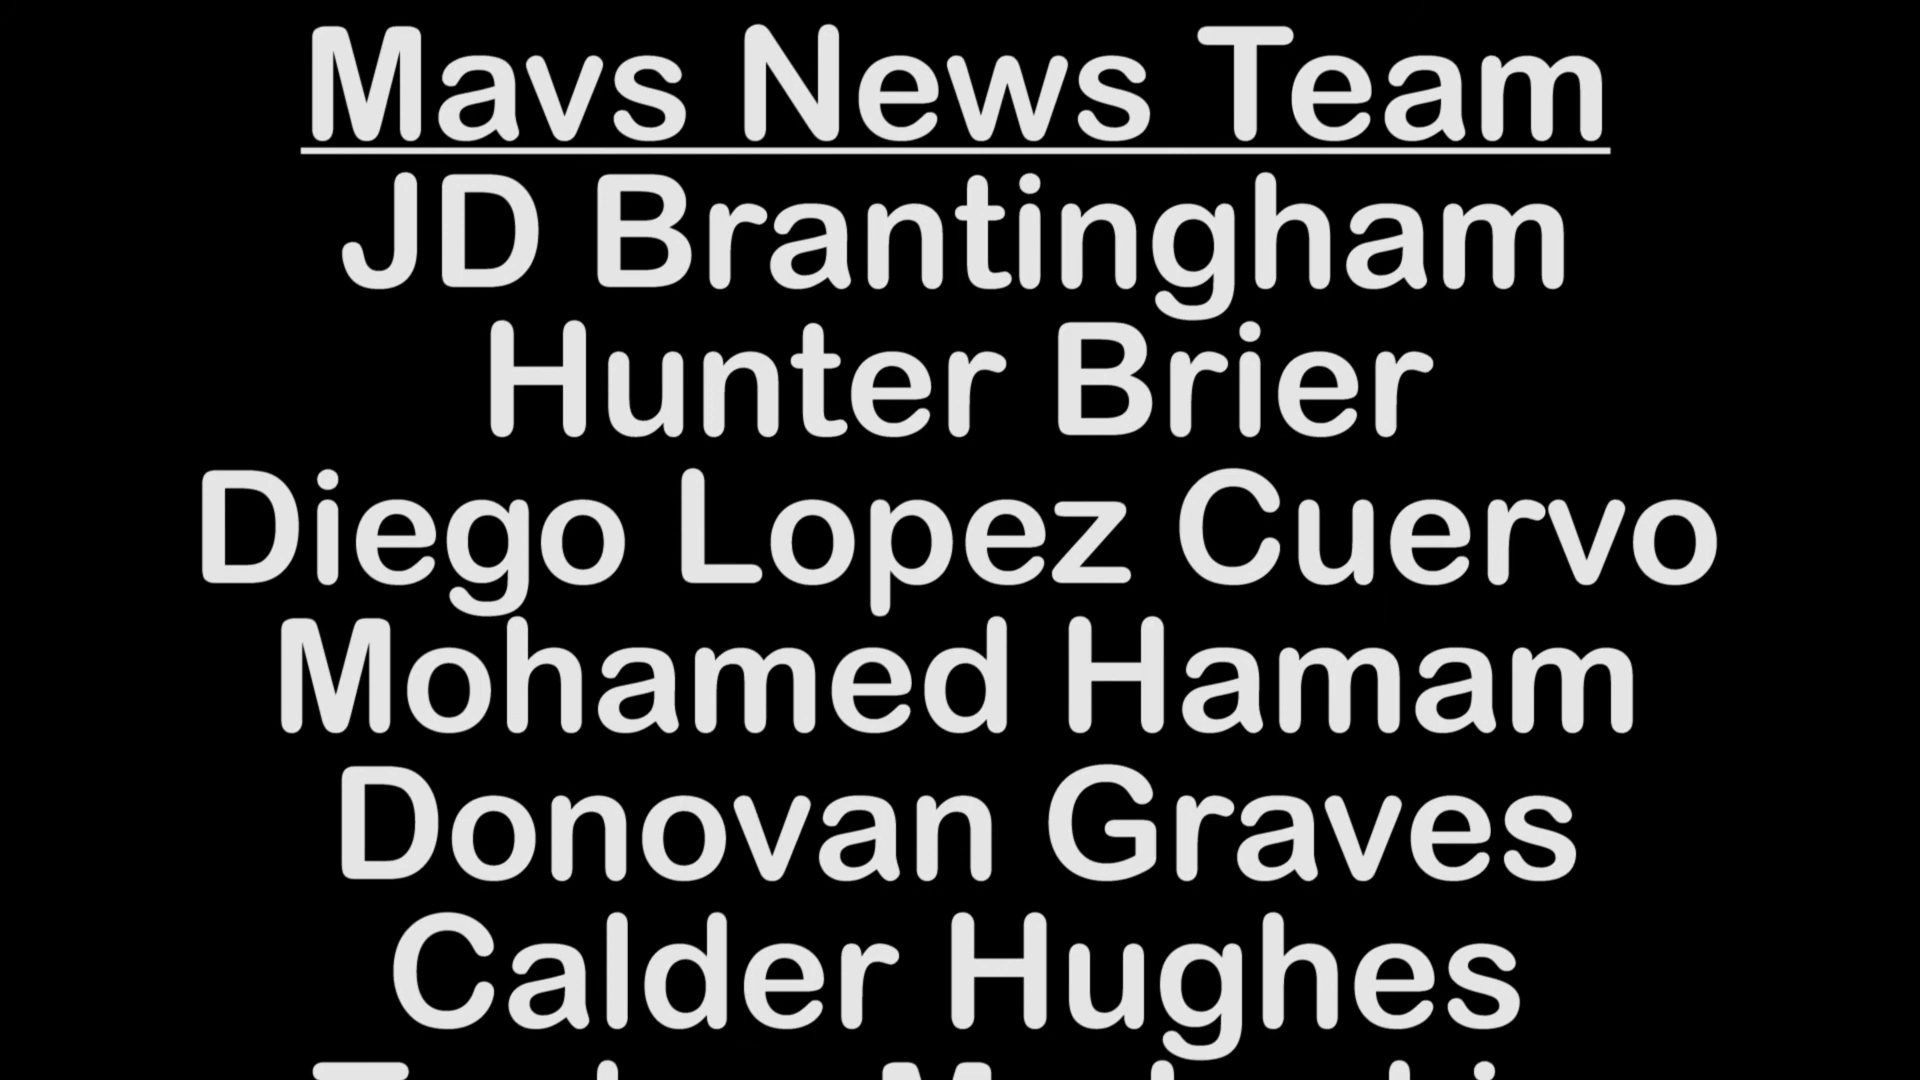 Mavs News Team
JD Brantingham
Hunter Brier
Diego Lopez Cuervo
Mohamed Hamam
Donovan Graves
Calder Hughes